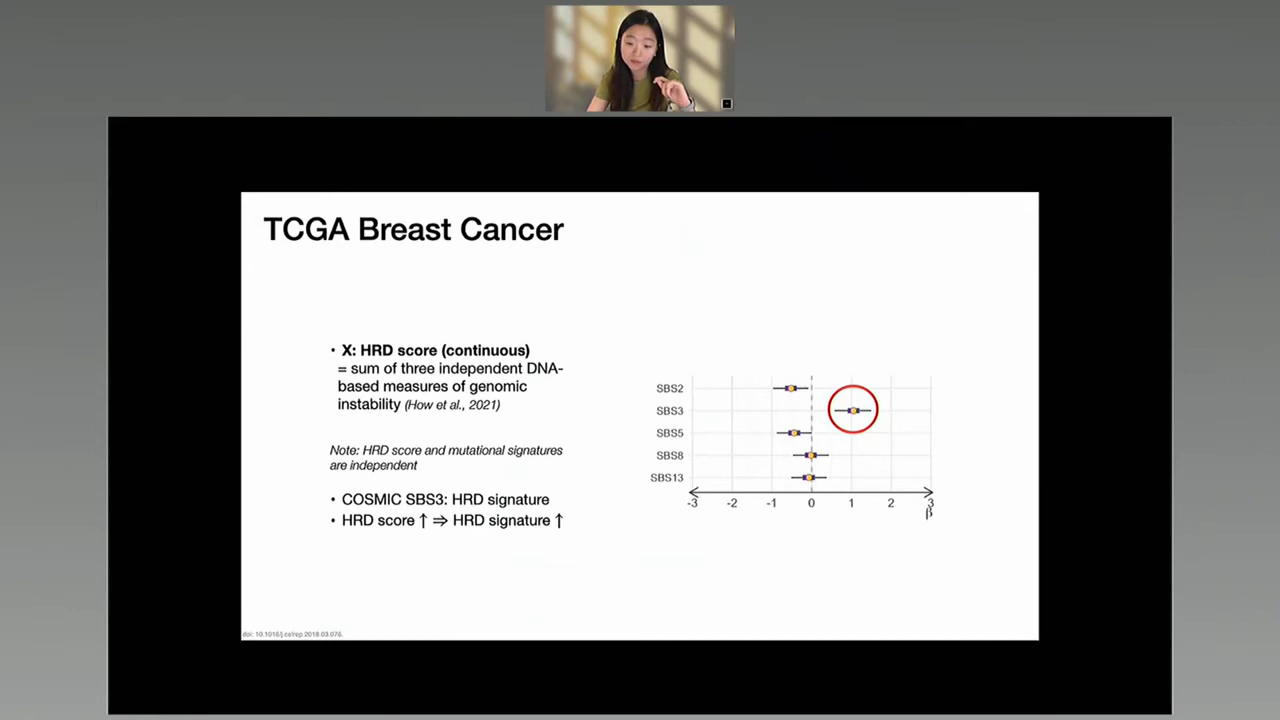 TCGA Breast Cancer
• X: HRD score (continuous)
= sum of three independent DNA-
based measures of genomic
instability (How et al., 2021)
Note: HRD score and mutational signatures
are independent
• COSMIC SBS3: HRD signature
• HRD score ↑ ⇒ HRD signature ↑
SBS2
SBS3
SBS5
SBS8
SBS13
-3 -2 -1 0 1 2 3
β
doi: 10.1016/j.celrep.2018.03.076.